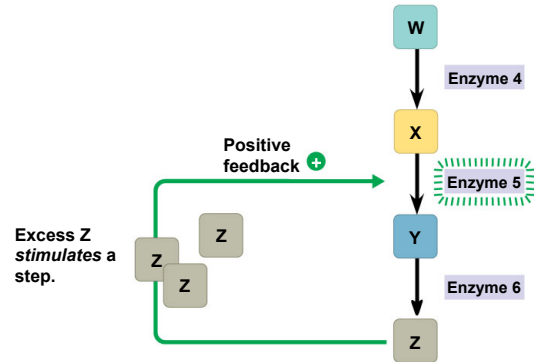 W
Enzyme 4
X
Positive
feedback +
Enzyme 5
Excess Z
stimulates a
step.
Z
Z
Z
Y
Enzyme 6
Z